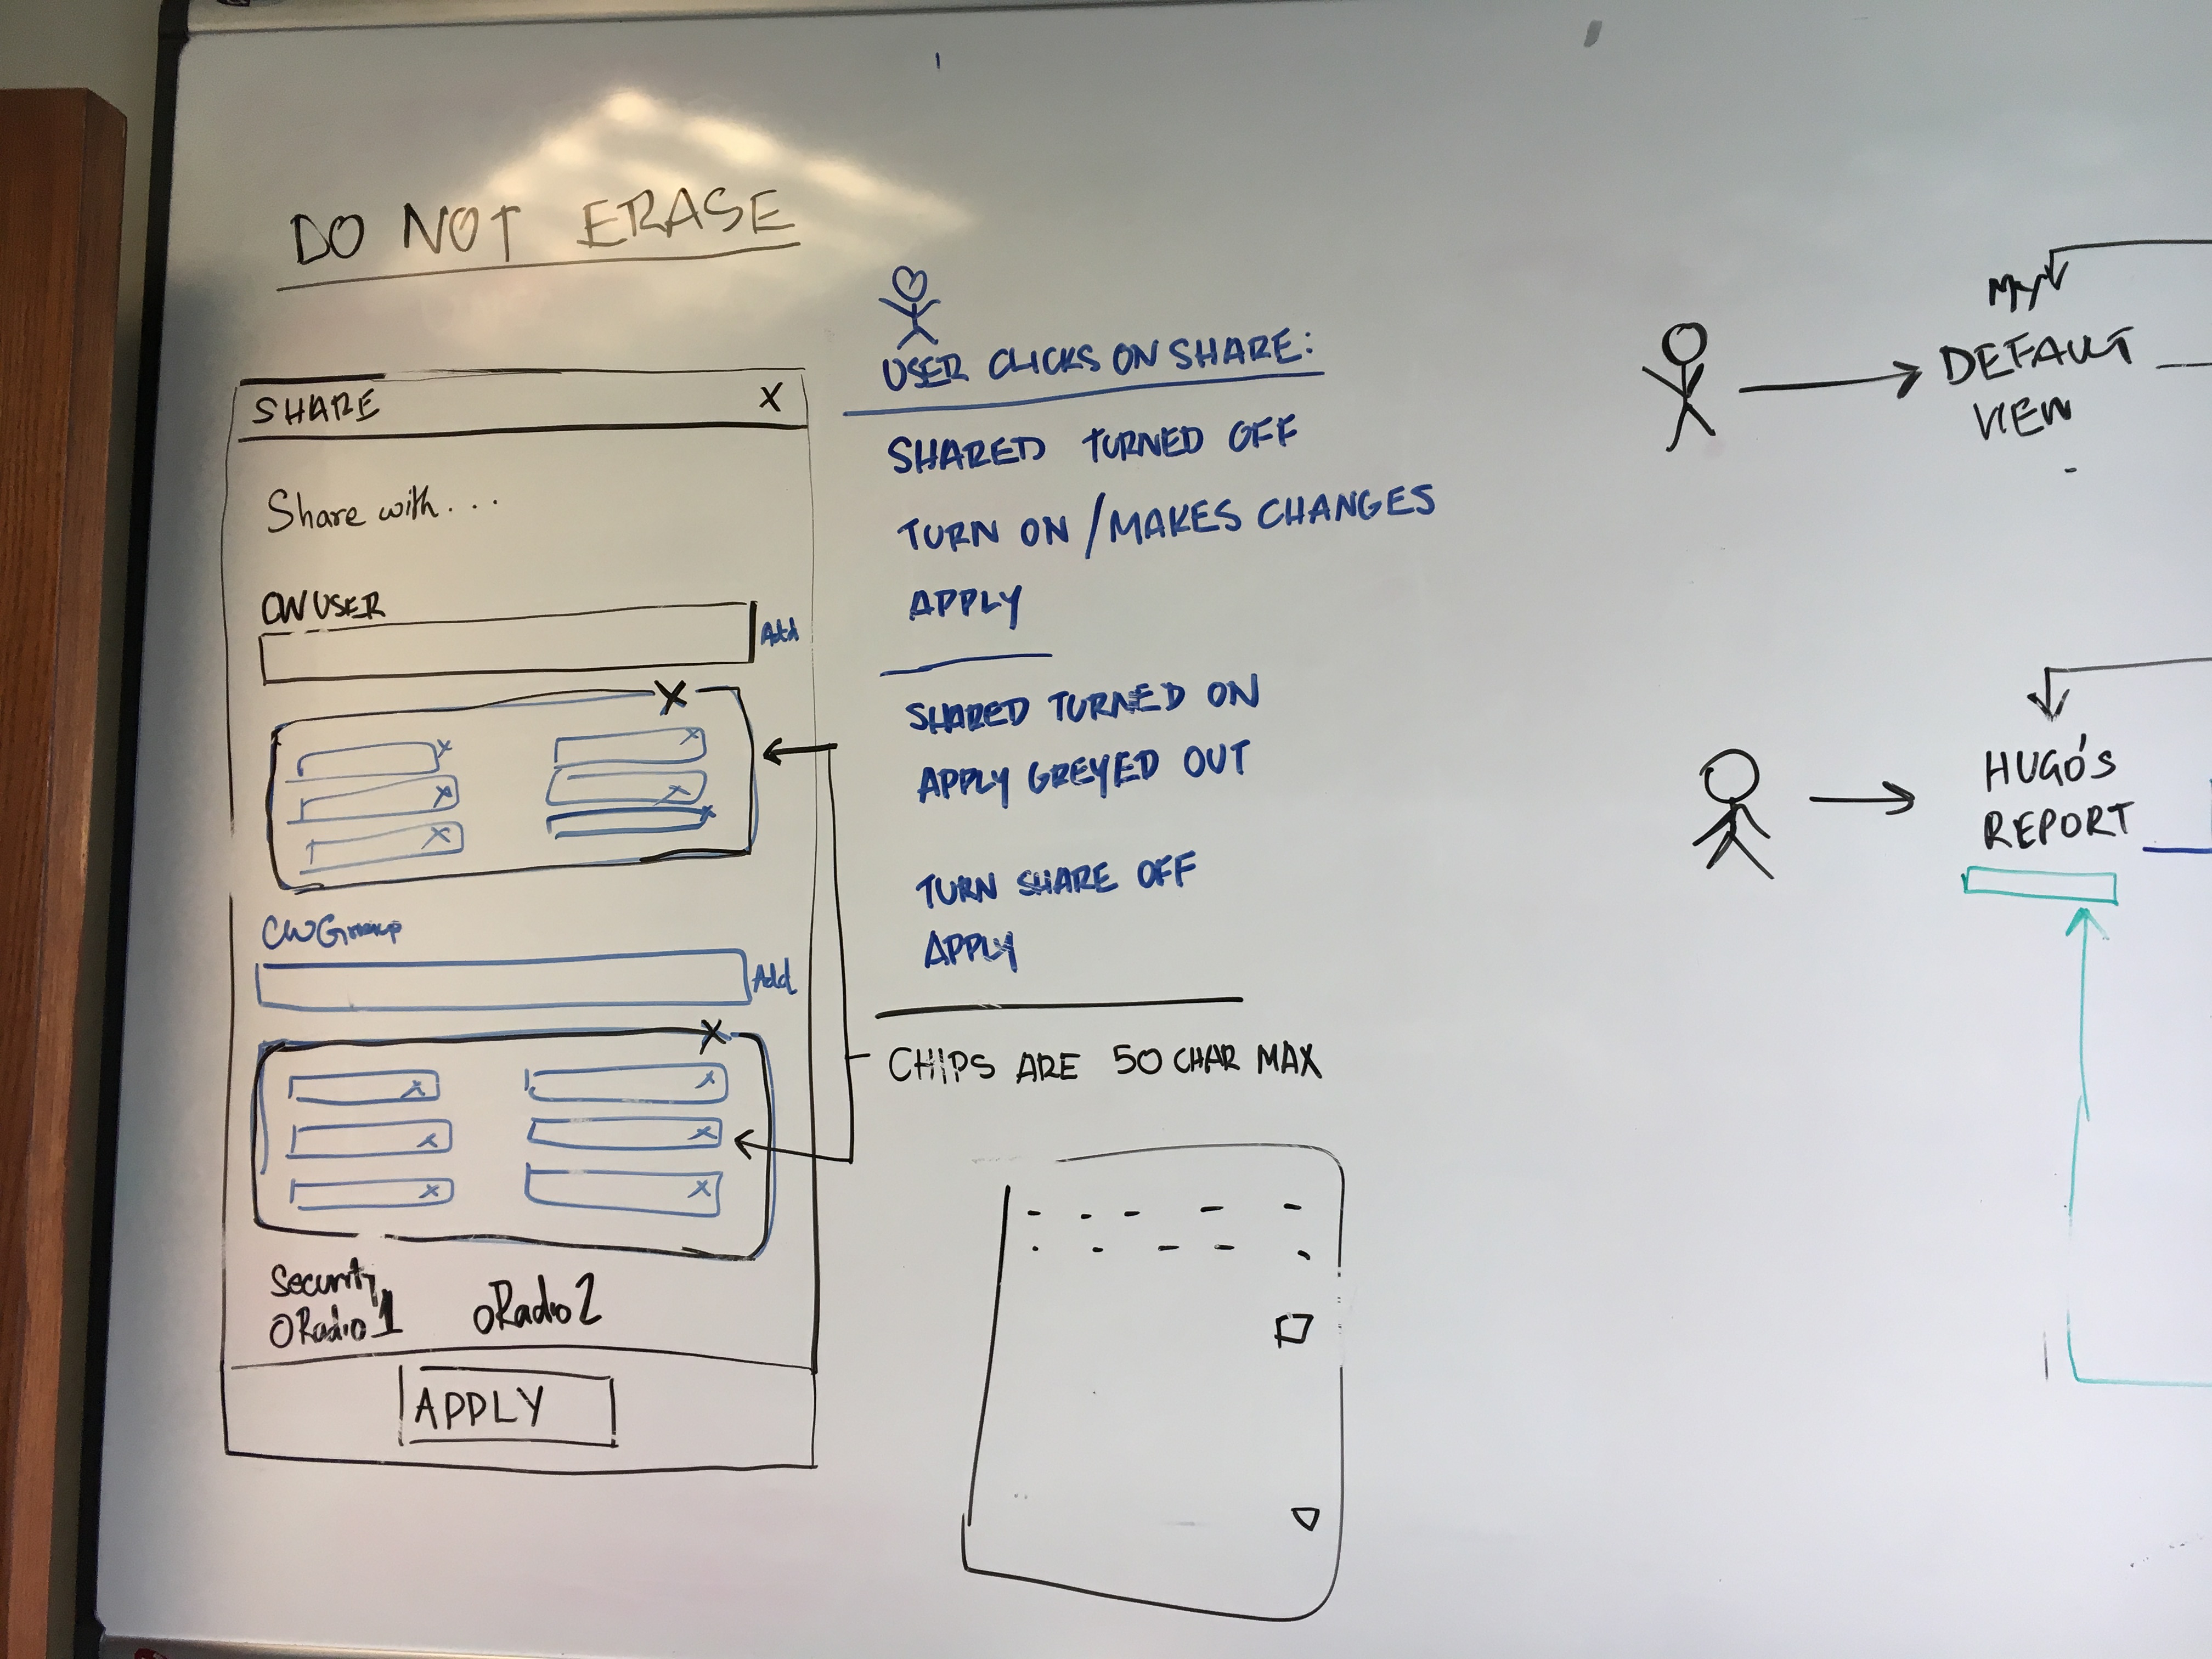 DO NOT ERASE
SHARE X
Share with...
CW USER
Add
X
CW Group
Add
X
Security
O Radio 1 O Radio 2
APPLY
USER CLICKS ON SHARE:
SHARED TURNED OFF
TURN ON / MAKES CHANGES
APPLY
SHARED TURNED ON
APPLY GREYED OUT
TURN SHARE OFF
APPLY
CHIPS ARE 50 CHAR MAX
MY
DEFAULT
VIEW
HUGO'S
REPORT